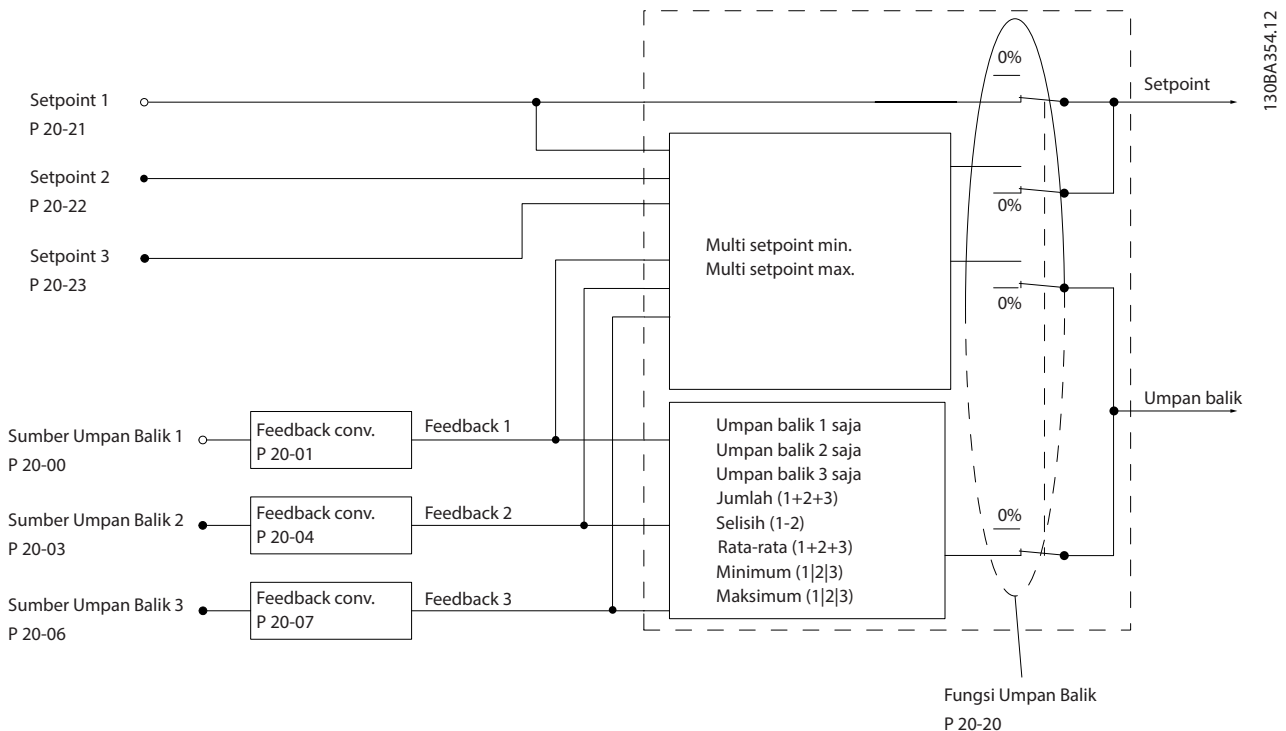 130BA354.12
0%
Setpoint
Setpoint 1
P 20-21
Setpoint 2
P 20-22
0%
Setpoint 3
P 20-23
Multi setpoint min.
Multi setpoint max.
0%
Umpan balik
Sumber Umpan Balik 1
P 20-00
Feedback conv.
P 20-01
Feedback 1
Sumber Umpan Balik 2
P 20-03
Feedback conv.
P 20-04
Feedback 2
Sumber Umpan Balik 3
P 20-06
Feedback conv.
P 20-07
Feedback 3
Umpan balik 1 saja
Umpan balik 2 saja
Umpan balik 3 saja
Jumlah (1+2+3)
Selisih (1-2)
Rata-rata (1+2+3)
Minimum (1|2|3)
Maksimum (1|2|3)
0%
Fungsi Umpan Balik
P 20-20